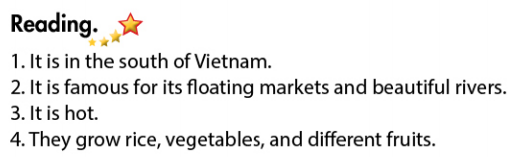 Reading.
1. It is in the south of Vietnam.
2. It is famous for its floating markets and beautiful rivers.
3. It is hot.
4. They grow rice, vegetables, and different fruits.